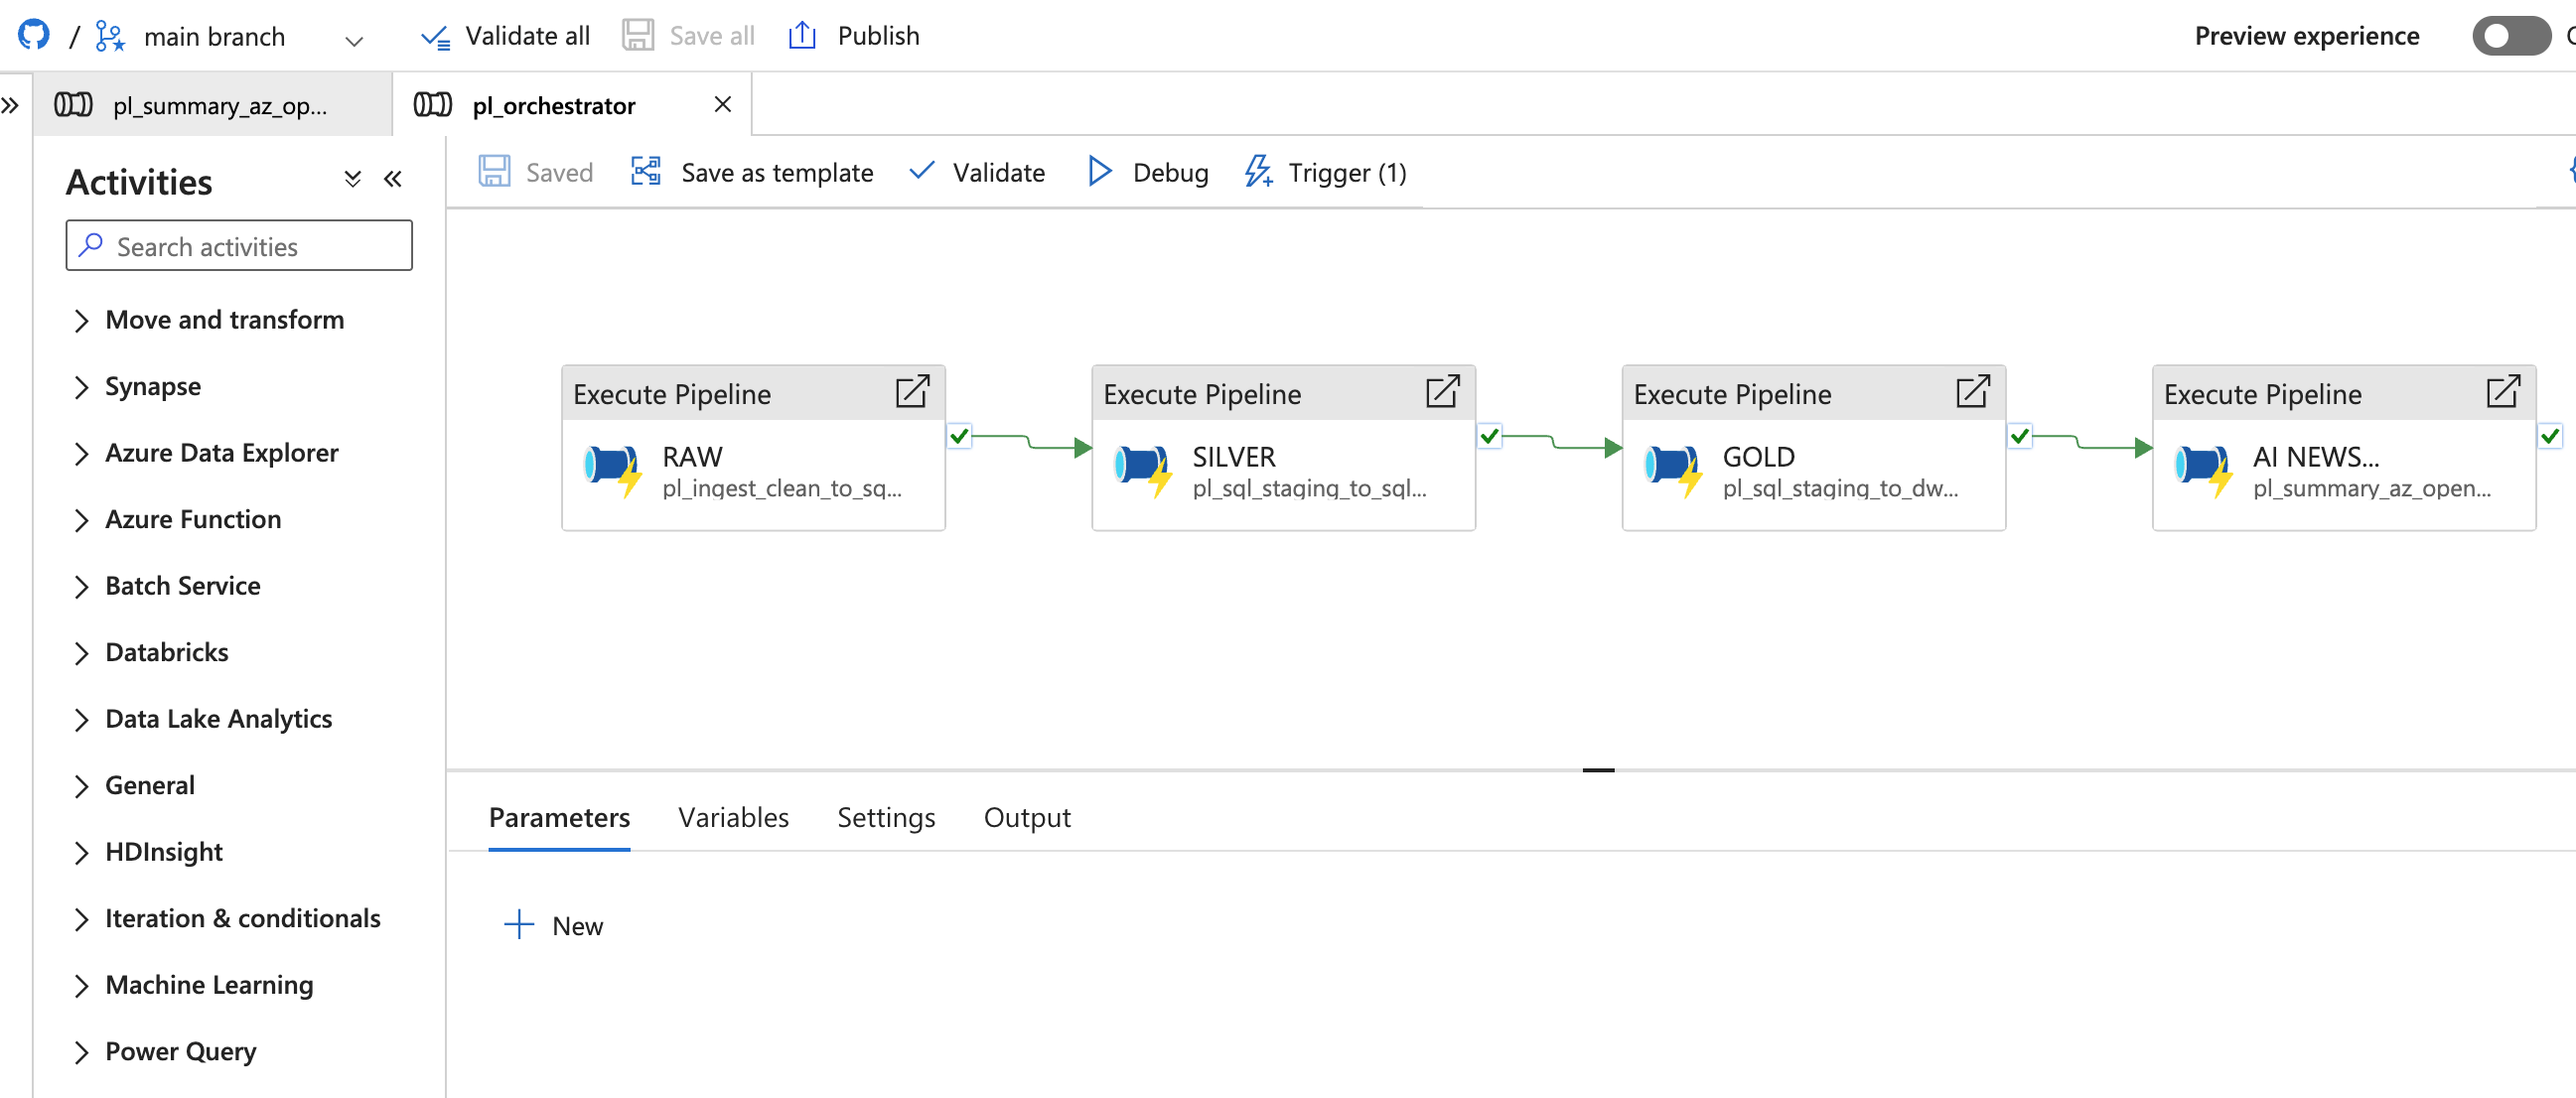 / main branch Validate all Save all Publish Preview experience
pl_summary_az_op... pl_orchestrator
Activities
Saved Save as template Validate Debug Trigger (1)
Search activities
Move and transform
Synapse
Azure Data Explorer
Azure Function
Batch Service
Databricks
Data Lake Analytics
General
HDInsight
Iteration & conditionals
Machine Learning
Power Query
Execute Pipeline
RAW
pl_ingest_clean_to_sq...
Execute Pipeline
SILVER
pl_sql_staging_to_sql...
Execute Pipeline
GOLD
pl_sql_staging_to_dw...
Execute Pipeline
AI NEWS...
pl_summary_az_open...
Parameters Variables Settings Output
New